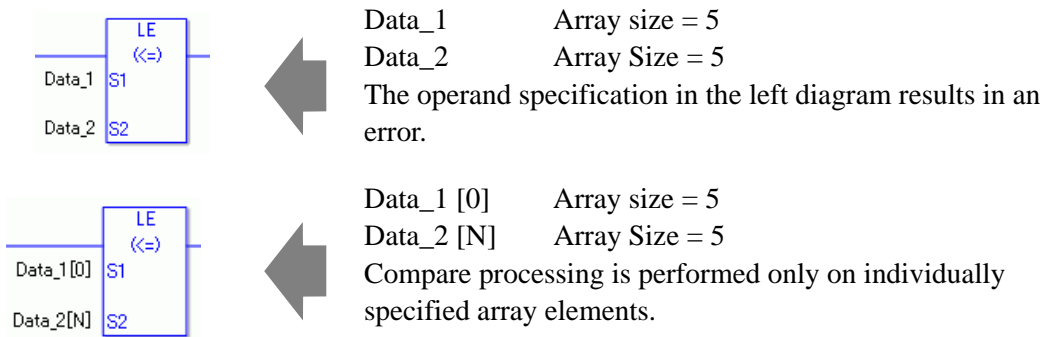 LE
(<=)
Data_1 S1
Data_2 S2
Data_1 Array size = 5
Data_2 Array Size = 5
The operand specification in the left diagram results in an
error.
LE
(<=)
Data_1[0] S1
Data_2[N] S2
Data_1 [0] Array size = 5
Data_2 [N] Array Size = 5
Compare processing is performed only on individually
specified array elements.